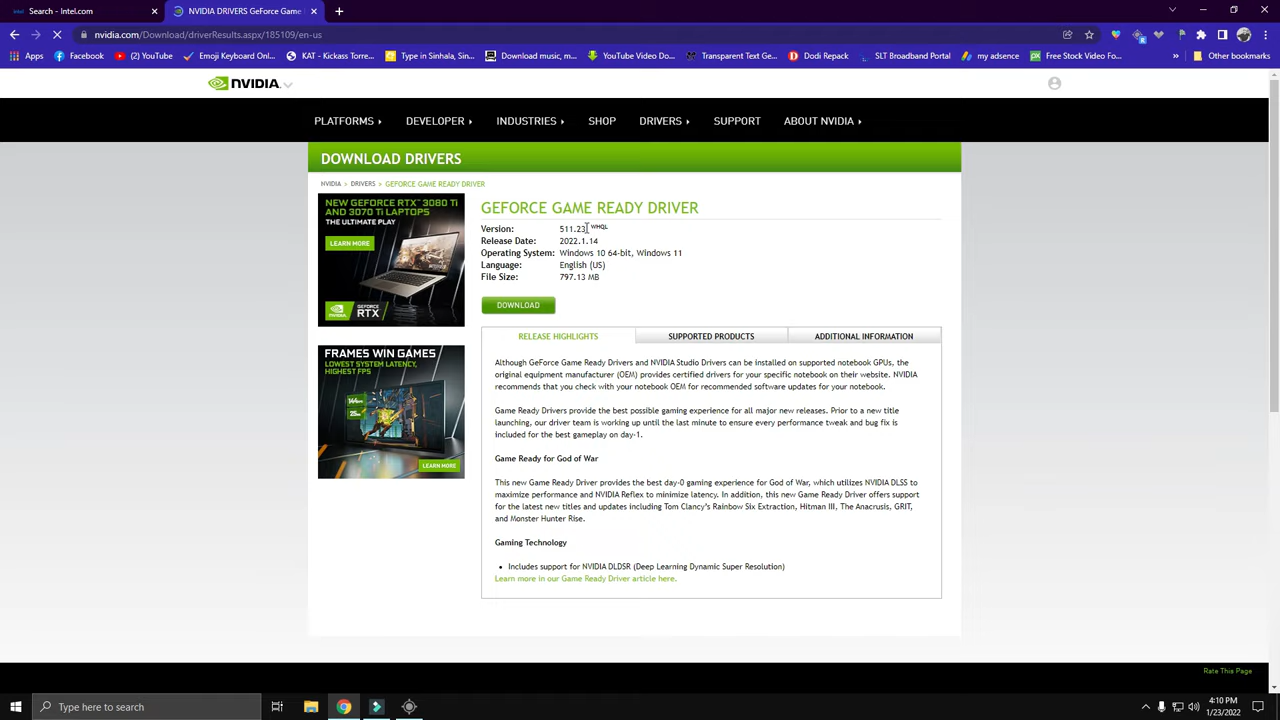 Search - Intel.com
GeForce Game Ready Driver | 511
nvidia.com/Download/driverResults.aspx/185109/en-us
Apps
Facebook
(2) YouTube
Emoji Keyboard Onli...
KAT - Kickass Torre...
Type in Sinhala, Sin...
YouTube Video Do...
Transparent Text Ge...
Dodi Repack
SLT Broadband Portal
my adsence
Free Stock Video Fo...
Other bookmarks
NVIDIA.
PLATFORMS
DEVELOPER
INDUSTRIES
SHOP
DRIVERS
SUPPORT
ABOUT NVIDIA
DOWNLOAD DRIVERS
NVIDIA > DRIVERS > GEFORCE GAME READY DRIVER
NEW GEFORCE RTX™ 3080 Ti
AND 3070 Ti LAPTOPS
THE ULTIMATE PLAY
LEARN MORE
NVIDIA
GEFORCE
RTX
FRAMES WIN GAMES
LOWEST SYSTEM LATENCY,
HIGHEST FPS
LEARN MORE
GEFORCE GAME READY DRIVER
Version: 511.23 WHQL
Release Date: 2022.1.14
Operating System: Windows 10 64-bit, Windows 11
Language: English (US)
File Size: 797.13 MB
DOWNLOAD
RELEASE HIGHLIGHTS
SUPPORTED PRODUCTS
ADDITIONAL INFORMATION
Although GeForce Game Ready Drivers and NVIDIA Studio Drivers can be installed on supported notebook GPUs, the
original equipment manufacturer (OEM) provides certified drivers for your specific notebook on their website. NVIDIA
recommends that you check with your notebook OEM for recommended software updates for your notebook.
Game Ready Drivers provide the best possible gaming experience for all major new releases. Prior to a new title
launching, our driver team is working up until the last minute to ensure every performance tweak and bug fix is
included for the best gameplay on day-1.
Game Ready for God of War
This new Game Ready Driver provides the best day-0 gaming experience for God of War, which utilizes NVIDIA DLSS to
maximize performance and NVIDIA Reflex to minimize latency. In addition, this new Game Ready Driver offers support
for the latest new titles and updates including Tom Clancy's Rainbow Six Extraction, Hitman III, The Anacrusis, GRIT,
and Monster Hunter Rise.
Gaming Technology
• Includes support for NVIDIA DLDSR (Deep Learning Dynamic Super Resolution)
Learn more in our Game Ready Driver article here.
Rate This Page
Type here to search
4:10 PM
1/23/2022